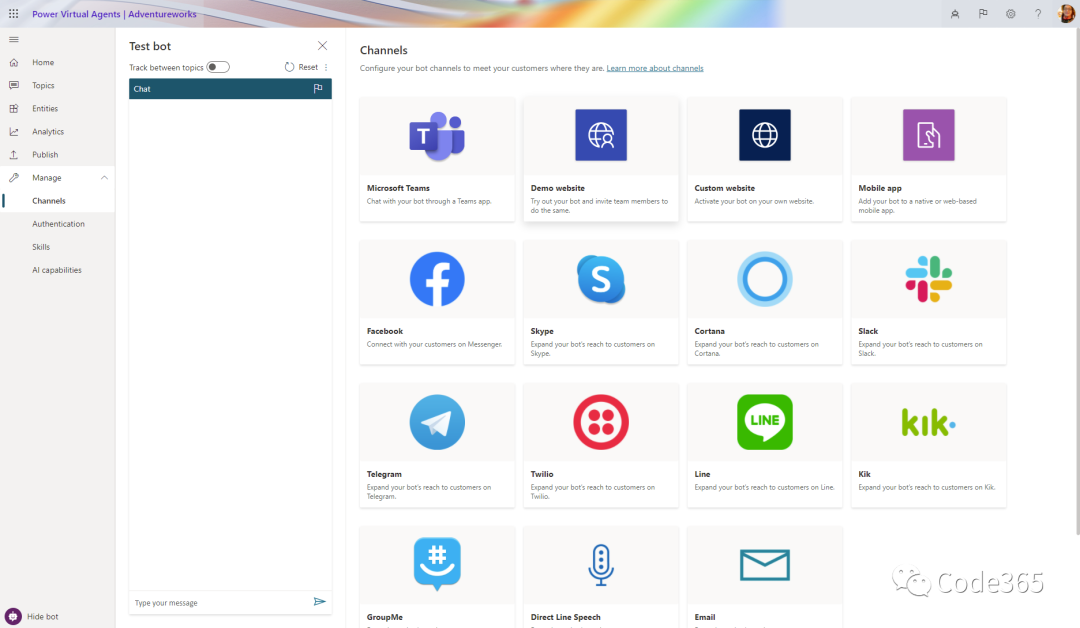 Power Virtual Agents | Adventureworks
Home
Topics
Entities
Analytics
Publish
Manage
Channels
Authentication
Skills
AI capabilities
Hide bot
Test bot
Track between topics
Reset
Chat
Type your message
Channels
Configure your bot channels to meet your customers where they are. Learn more about channels
T
Microsoft Teams
Chat with your bot through a Teams app.
Demo website
Try out your bot and invite team members to
do the same.
Custom website
Activate your bot on your own website.
Mobile app
Add your bot to a native or web-based
mobile app.
Facebook
Connect with your customers on Messenger.
S
Skype
Expand your bot's reach to customers on
Skype.
Cortana
Expand your bot's reach to customers on
Cortana.
Slack
Expand your bot's reach to customers on
Slack.
Telegram
Expand your bot's reach to customers on
Telegram.
Twilio
Expand your bot's reach to customers on
Twilio.
LINE
Line
Expand your bot's reach to customers on Line.
kik.
Kik
Expand your bot's reach to customers on Kik.
#
GroupMe
Direct Line Speech
Email
Code365